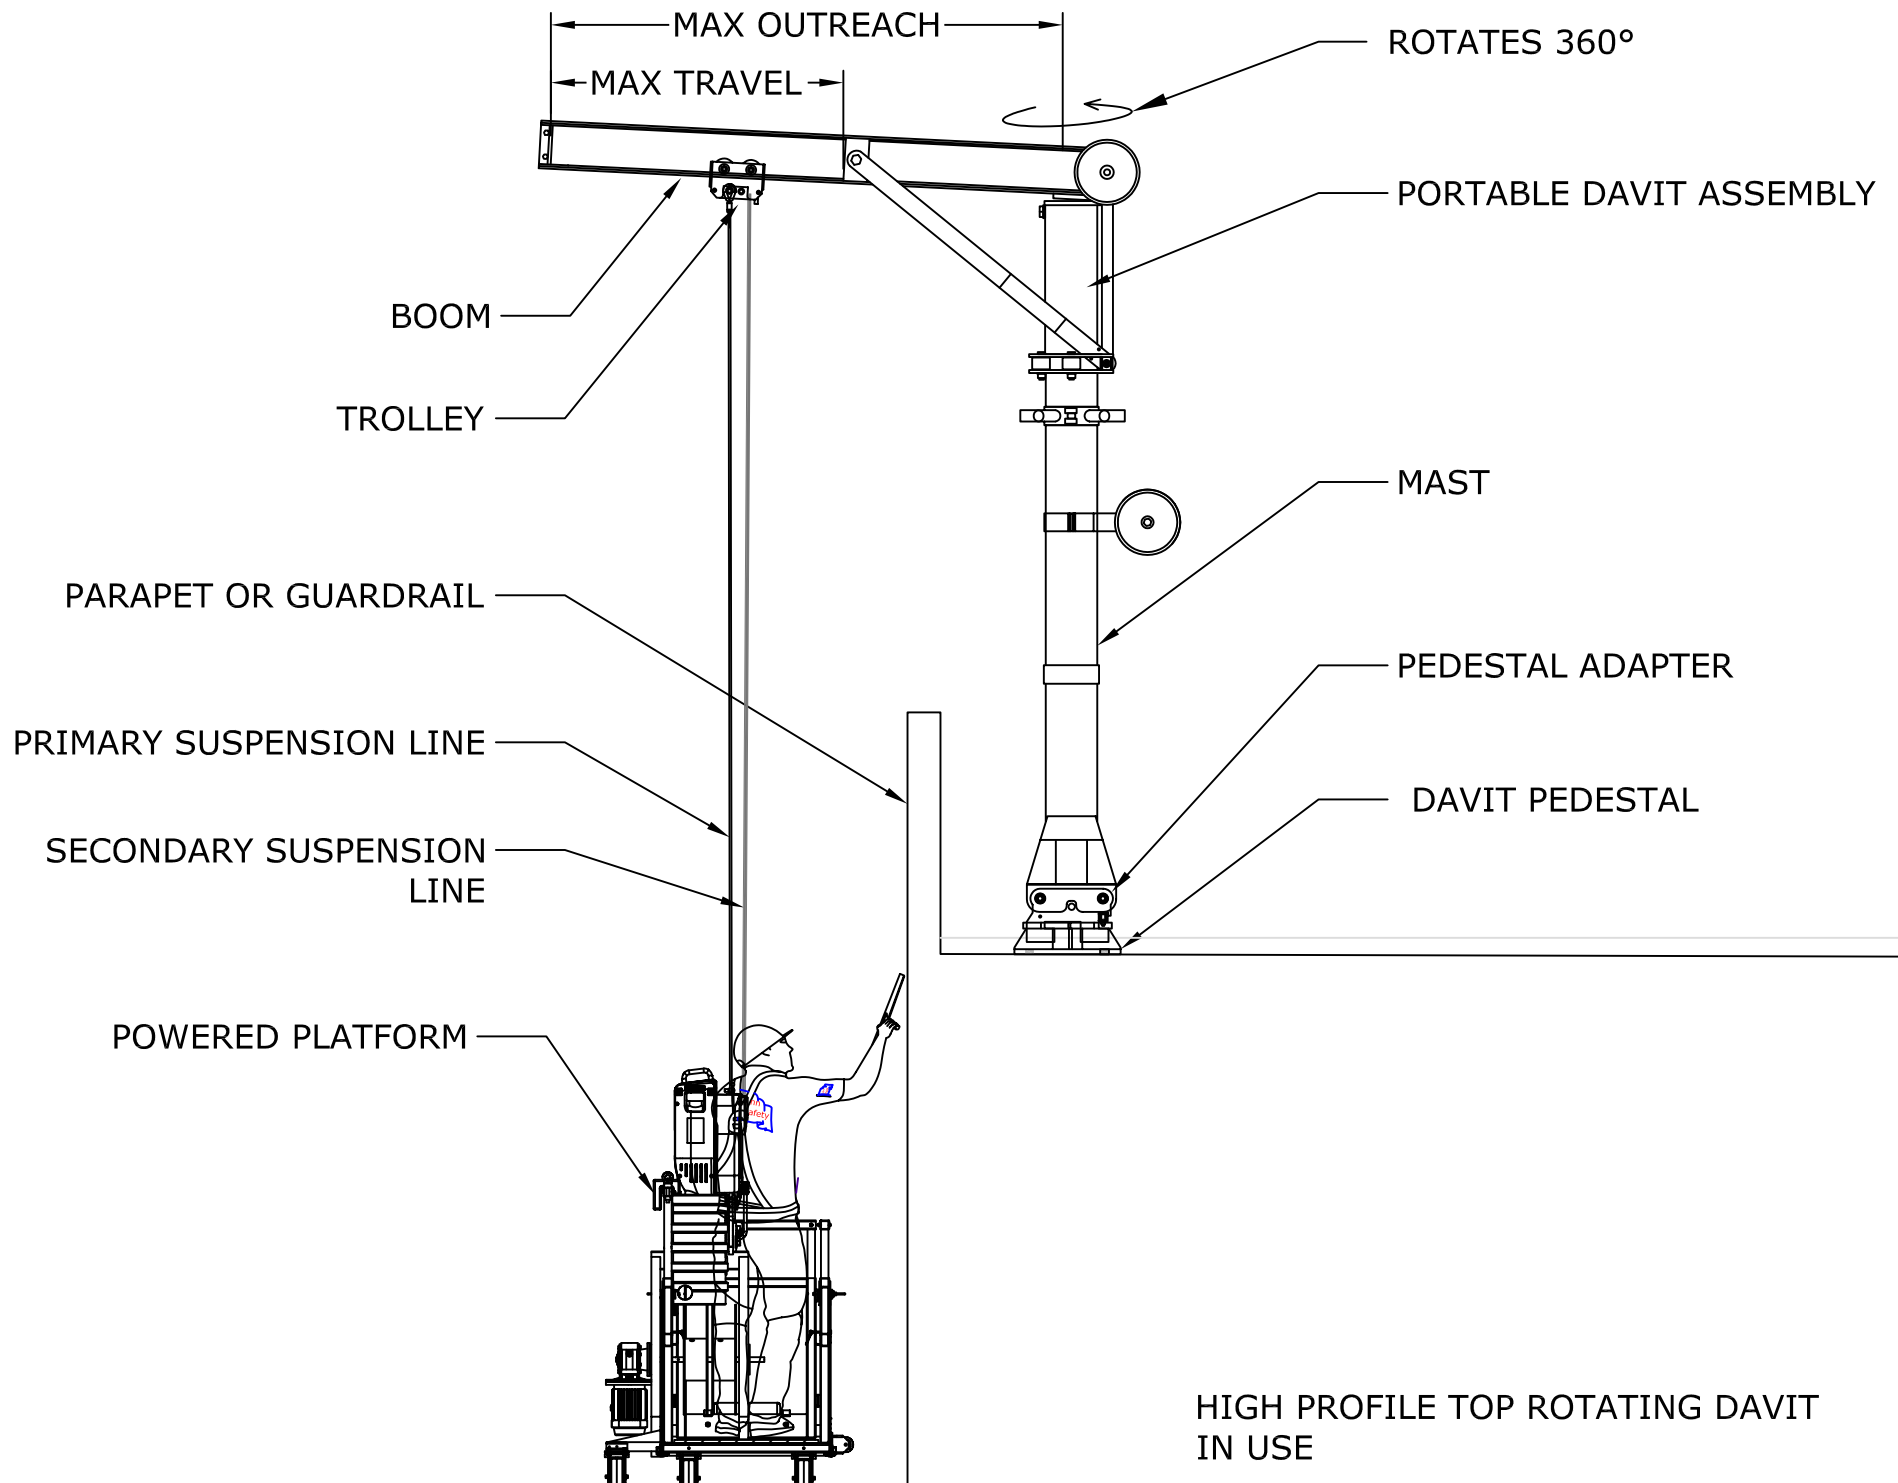 MAX OUTREACH
ROTATES 360°
MAX TRAVEL
PORTABLE DAVIT ASSEMBLY
BOOM
TROLLEY
MAST
PARAPET OR GUARDRAIL
PEDESTAL ADAPTER
PRIMARY SUSPENSION LINE
DAVIT PEDESTAL
SECONDARY SUSPENSION
LINE
POWERED PLATFORM
HIGH PROFILE TOP ROTATING DAVIT
IN USE